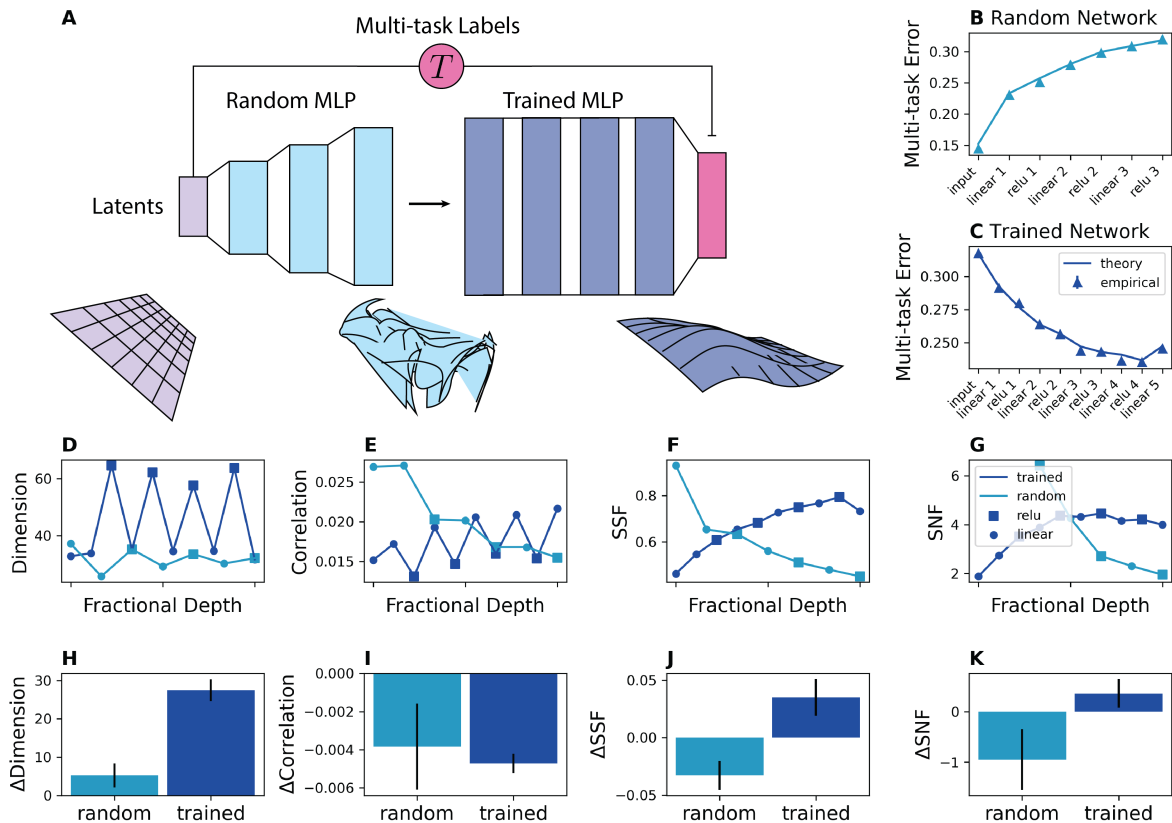 A
Multi-task Labels
T
Random MLP
Trained MLP
Latents
B Random Network
Multi-task Error
0.30
0.25
0.20
0.15
input
linear 1
relu 1
linear 2
relu 2
linear 3
relu 3
C Trained Network
Multi-task Error
0.300
0.275
0.250
theory
empirical
input
linear 1
relu 1
linear 2
relu 2
linear 3
relu 3
linear 4
relu 4
linear 5
D
Dimension
60
40
Fractional Depth
E
Correlation
0.025
0.020
0.015
Fractional Depth
F
SSF
0.8
0.6
Fractional Depth
G
SNF
6
4
2
trained
random
relu
linear
Fractional Depth
H
ΔDimension
30
20
10
0
random
trained
I
ΔCorrelation
0.000
−0.002
−0.004
−0.006
random
trained
J
ΔSSF
0.05
0.00
−0.05
random
trained
K
ΔSNF
0
−1
random
trained